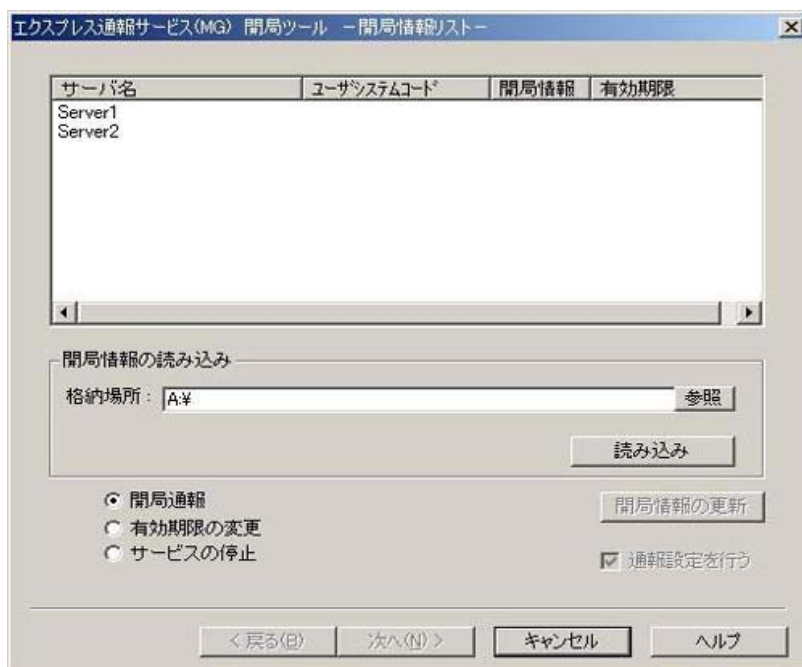 エクスプレス通報サービス(MG) 開局ツール －開局情報リスト－
サーバ名 ユーザシステムコード 開局情報 有効期限
Server1
Server2
開局情報の読み込み
格納場所： A:¥ 参照
読み込み
開局通報 開局情報の更新
有効期限の変更
サービスの停止 通報設定を行う
< 戻る(B) 次へ(N) > キャンセル ヘルプ